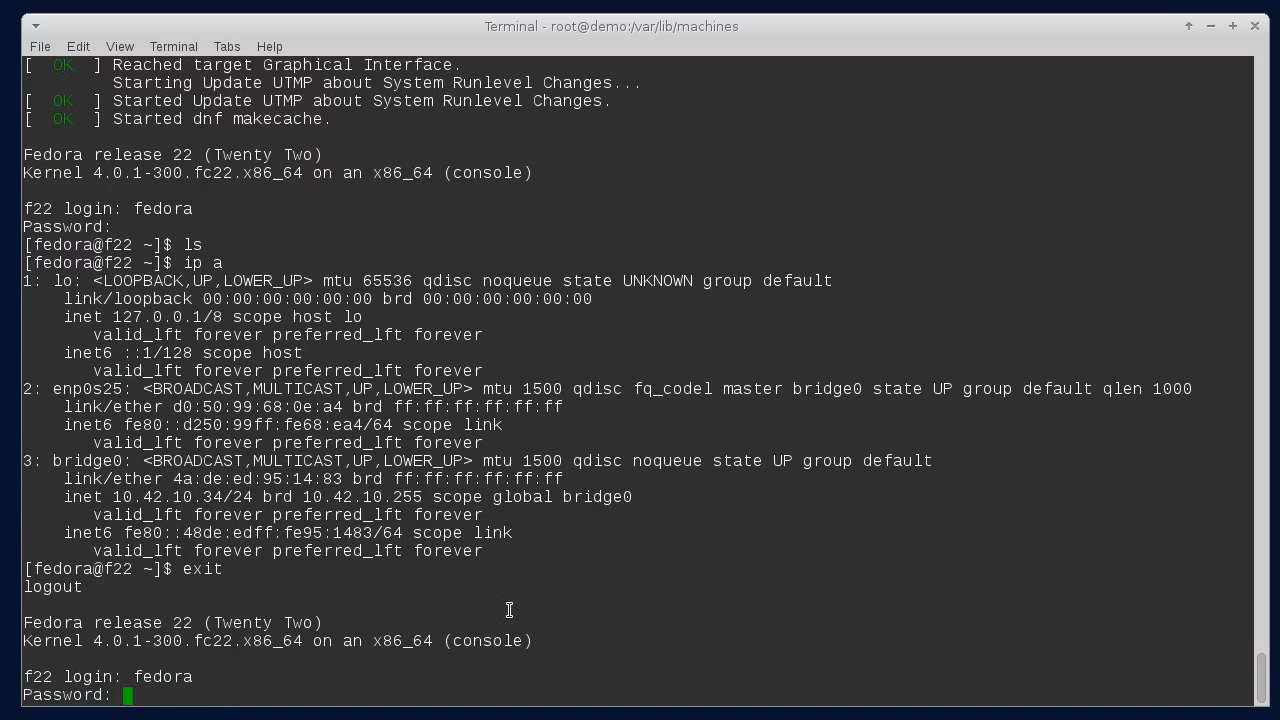 Terminal - root@demo:/var/lib/machines
File Edit View Terminal Tabs Help
[  OK  ] Reached target Graphical Interface.
         Starting Update UTMP about System Runlevel Changes...
[  OK  ] Started Update UTMP about System Runlevel Changes.
[  OK  ] Started dnf makecache.

Fedora release 22 (Twenty Two)
Kernel 4.0.1-300.fc22.x86_64 on an x86_64 (console)

f22 login: fedora
Password:
[fedora@f22 ~]$ ls
[fedora@f22 ~]$ ip a
1: lo: <LOOPBACK,UP,LOWER_UP> mtu 65536 qdisc noqueue state UNKNOWN group default
    link/loopback 00:00:00:00:00:00 brd 00:00:00:00:00:00
    inet 127.0.0.1/8 scope host lo
       valid_lft forever preferred_lft forever
    inet6 ::1/128 scope host
       valid_lft forever preferred_lft forever
2: enp0s25: <BROADCAST,MULTICAST,UP,LOWER_UP> mtu 1500 qdisc fq_codel master bridge0 state UP group default qlen 1000
    link/ether d0:50:99:68:0e:a4 brd ff:ff:ff:ff:ff:ff
    inet6 fe80::d250:99ff:fe68:ea4/64 scope link
       valid_lft forever preferred_lft forever
3: bridge0: <BROADCAST,MULTICAST,UP,LOWER_UP> mtu 1500 qdisc noqueue state UP group default
    link/ether 4a:de:ed:95:14:83 brd ff:ff:ff:ff:ff:ff
    inet 10.42.10.34/24 brd 10.42.10.255 scope global bridge0
       valid_lft forever preferred_lft forever
    inet6 fe80::48de:edff:fe95:1483/64 scope link
       valid_lft forever preferred_lft forever
[fedora@f22 ~]$ exit
logout

Fedora release 22 (Twenty Two)
Kernel 4.0.1-300.fc22.x86_64 on an x86_64 (console)

f22 login: fedora
Password: